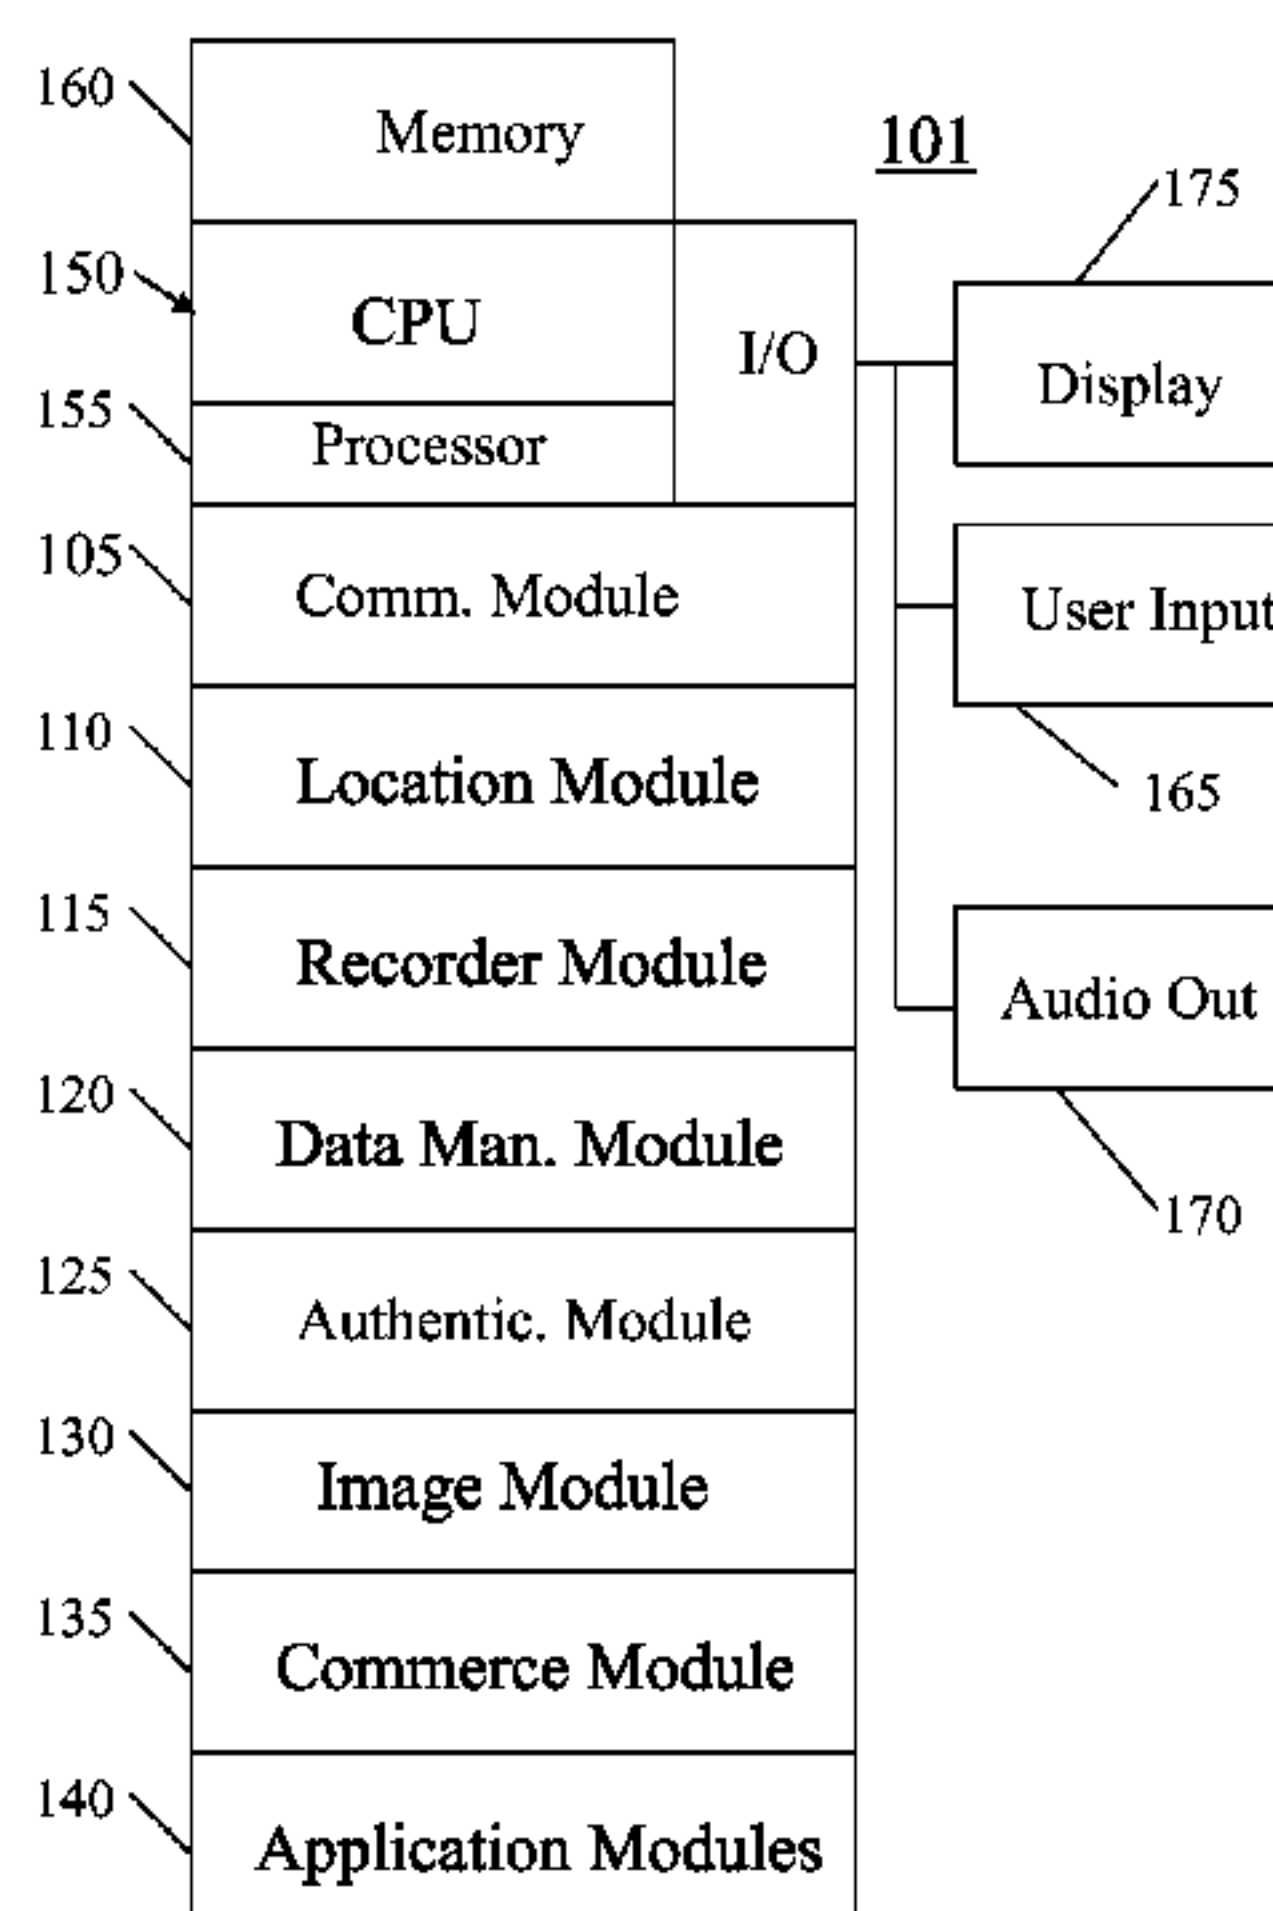 160
Memory
101
175
150
CPU
I/O
Display
155
Processor
105
Comm. Module
User Input
110
Location Module
165
115
Recorder Module
Audio Out
120
Data Man. Module
170
125
Authentic. Module
130
Image Module
135
Commerce Module
140
Application Modules